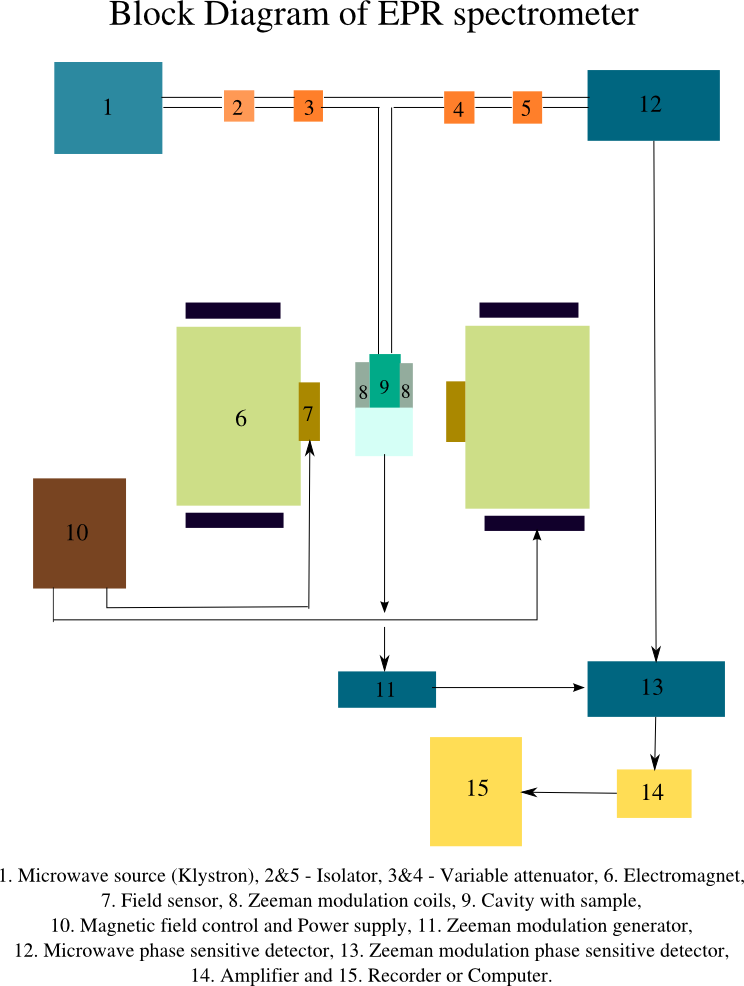 Block Diagram of EPR spectrometer
1
2
3
4
5
12
8
9
8
7
6
10
11
13
15
14
1. Microwave source (Klystron), 2&5 - Isolator, 3&4 - Variable attenuator, 6. Electromagnet,
7. Field sensor, 8. Zeeman modulation coils, 9. Cavity with sample,
10. Magnetic field control and Power supply, 11. Zeeman modulation generator,
12. Microwave phase sensitive detector, 13. Zeeman modulation phase sensitive detector,
14. Amplifier and 15. Recorder or Computer.